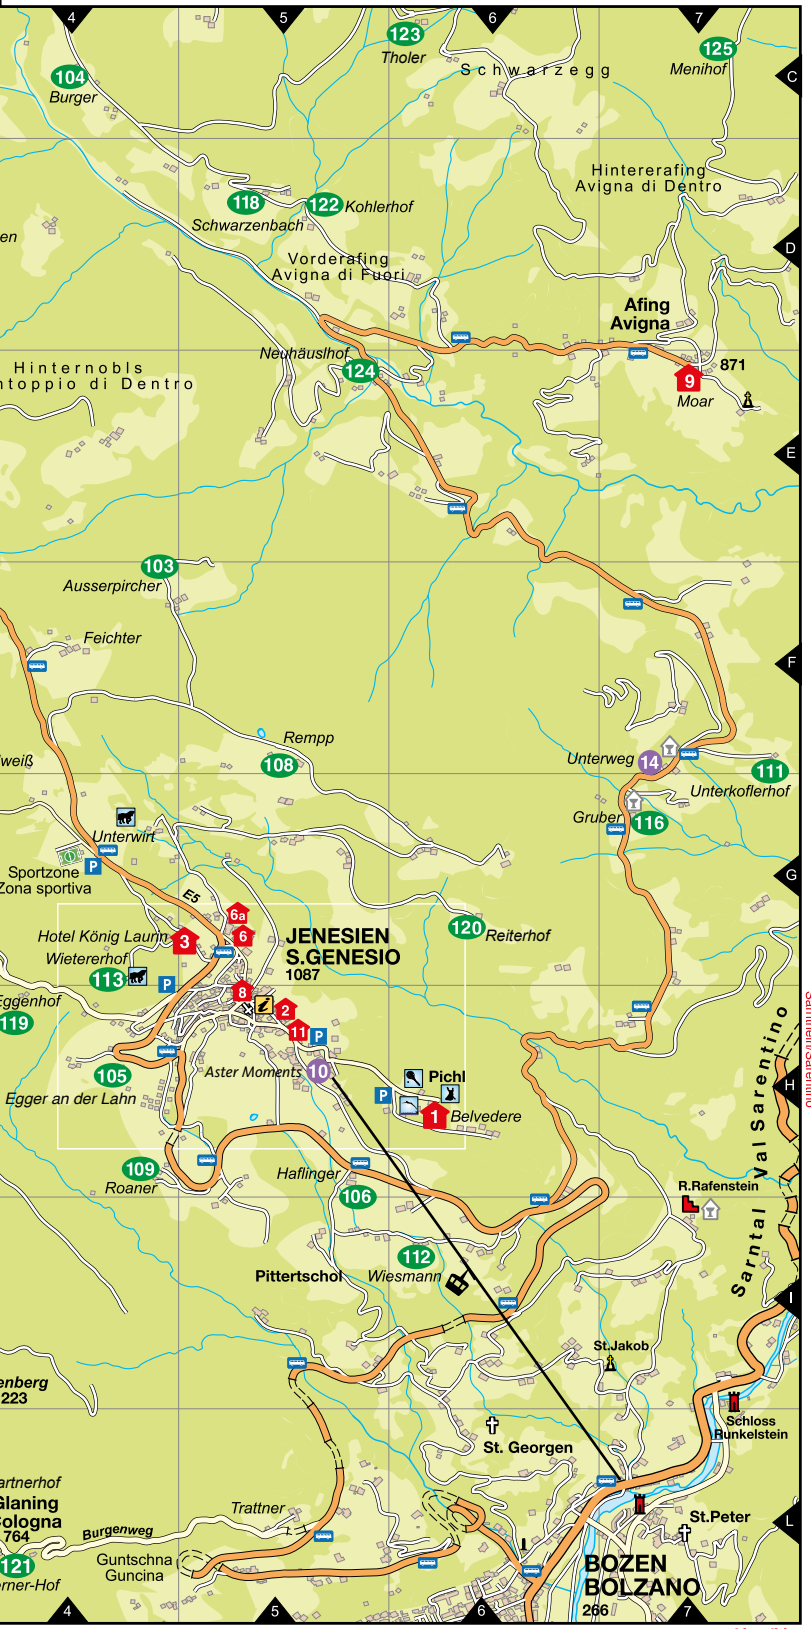 4
5
6
7
123
Tholer
125
Menihof
104
Burger
Schwarzegg
C
Hintererafing
Avigna di Dentro
118
Schwarzenbach
122
Kohlerhof
en
D
Vorderafing
Avigna di Fuori
Afing
Avigna
Neuhäuslhof
124
871
9
Moar
Hinternobls
ntoppio di Dentro
E
103
Ausserpircher
Feichter
F
Rempp
108
Unterweg
14
111
Unterkoflerhof
Gruber
116
weiß
Unterwirt
Sportzone
Zona sportiva
P
G
E5
6a
6
Hotel König Laurin
3
JENESIEN
S.GENESIO
1087
120
Reiterhof
Wietererhof
113
P
Eggenhof
119
8
i
2
11
P
105
Egger an der Lahn
Aster Moments
10
Pichl
P
1
Belvedere
H
Sarntal Val Sarentino
109
Roaner
Haflinger
106
R.Rafenstein
112
Wiesmann
Pittertschol
I
St.Jakob
enberg
223
Schloss
Runkelstein
St. Georgen
artnerhof
Glaning
Cologna
764
Trattner
Burgenweg
St.Peter
L
Guntschna
Guncina
121
erner-Hof
BOZEN
BOLZANO
266
4
5
6
7